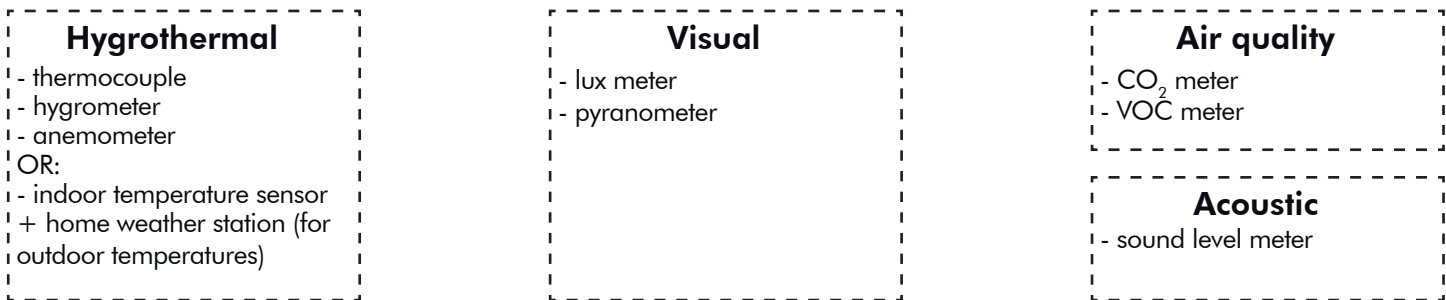 Hygrothermal
- thermocouple
- hygrometer
- anemometer
OR:
- indoor temperature sensor
+ home weather station (for
outdoor temperatures)
Visual
- lux meter
- pyranometer
Air quality
- CO₂ meter
- VOC meter
Acoustic
- sound level meter